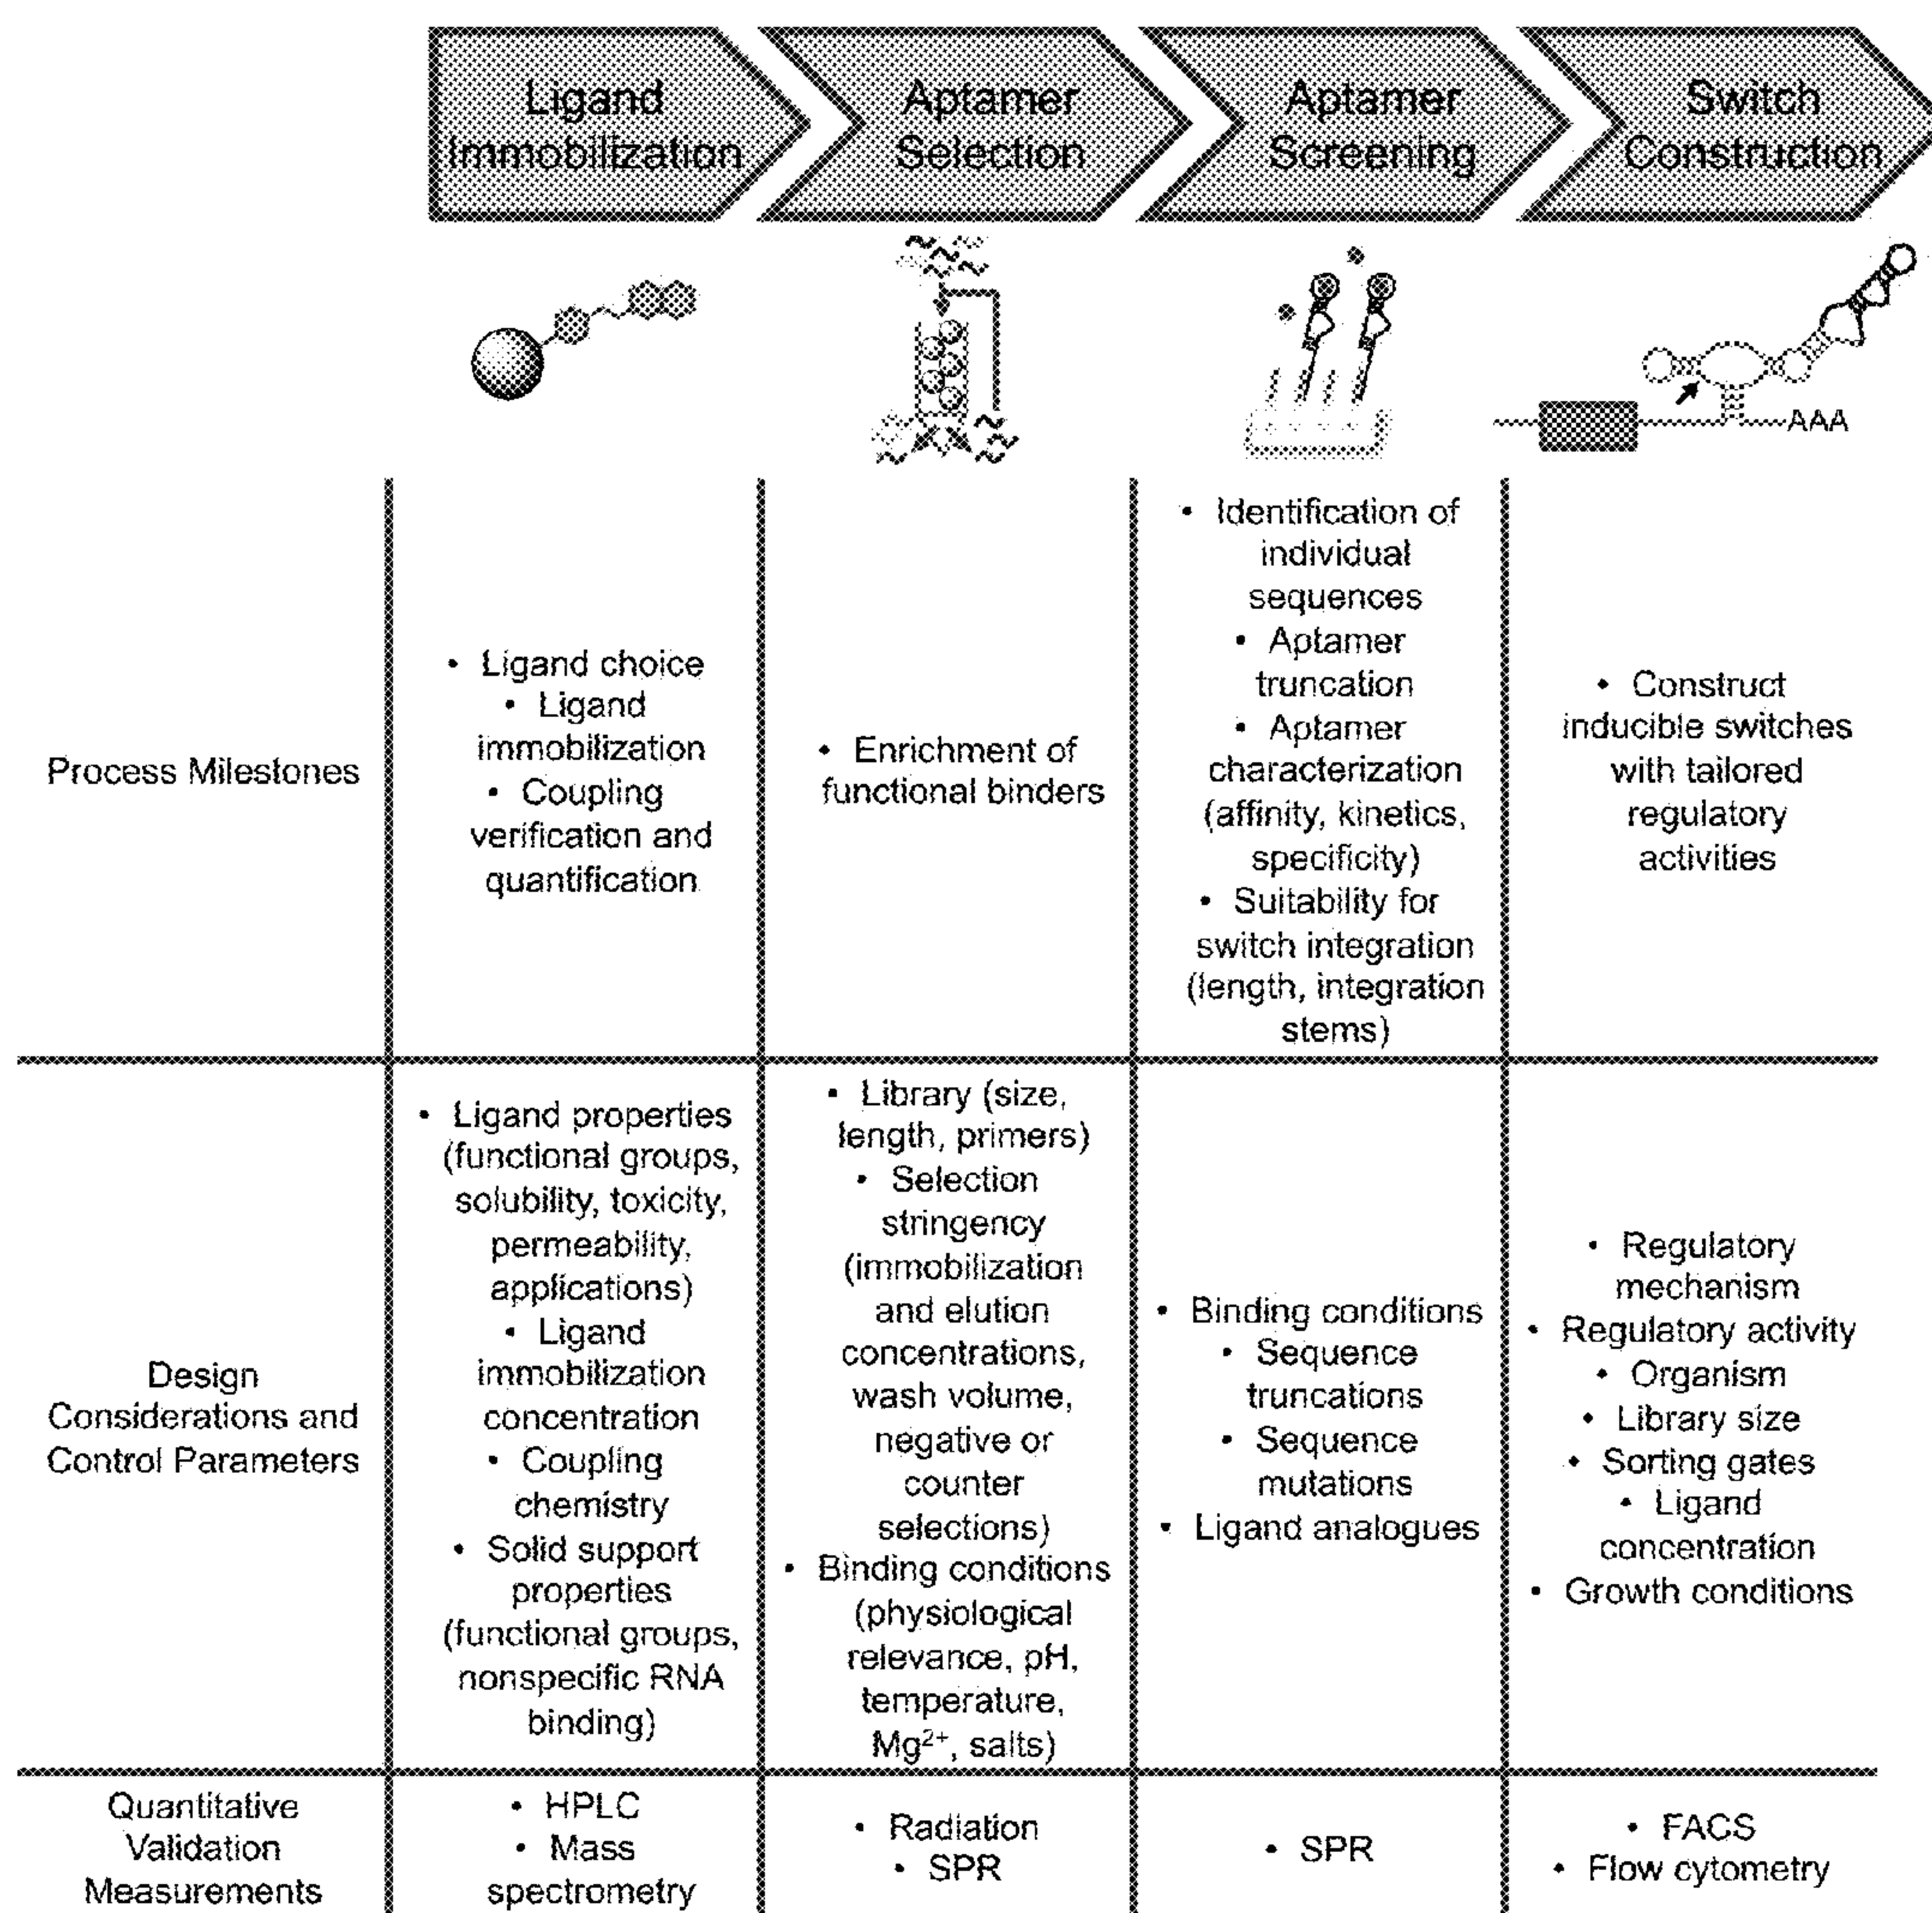 Ligand
Immobilization
Aptamer
Selection
Aptamer
Screening
Switch
Construction
AAA
Process Milestones
• Ligand choice
• Ligand
immobilization
• Coupling
verification and
quantification
• Enrichment of
functional binders
• Identification of
individual
sequences
• Aptamer
truncation
• Aptamer
characterization
(affinity, kinetics,
specificity)
• Suitability for
switch integration
(length, integration
stems)
• Construct
inducible switches
with tailored
regulatory
activities
Design
Considerations and
Control Parameters
• Ligand properties
(functional groups,
solubility, toxicity,
permeability,
applications)
• Ligand
immobilization
concentration
• Coupling
chemistry
• Solid support
properties
(functional groups,
nonspecific RNA
binding)
• Library (size,
length, primers)
• Selection
stringency
(immobilization
and elution
concentrations,
wash volume,
negative or
counter
selections)
• Binding conditions
(physiological
relevance, pH,
temperature,
Mg²⁺, salts)
• Binding conditions
• Sequence
truncations
• Sequence
mutations
• Ligand analogues
• Regulatory
mechanism
• Regulatory activity
• Organism
• Library size
• Sorting gates
• Ligand
concentration
• Growth conditions
Quantitative
Validation
Measurements
• HPLC
• Mass
spectrometry
• Radiation
• SPR
• SPR
• FACS
• Flow cytometry